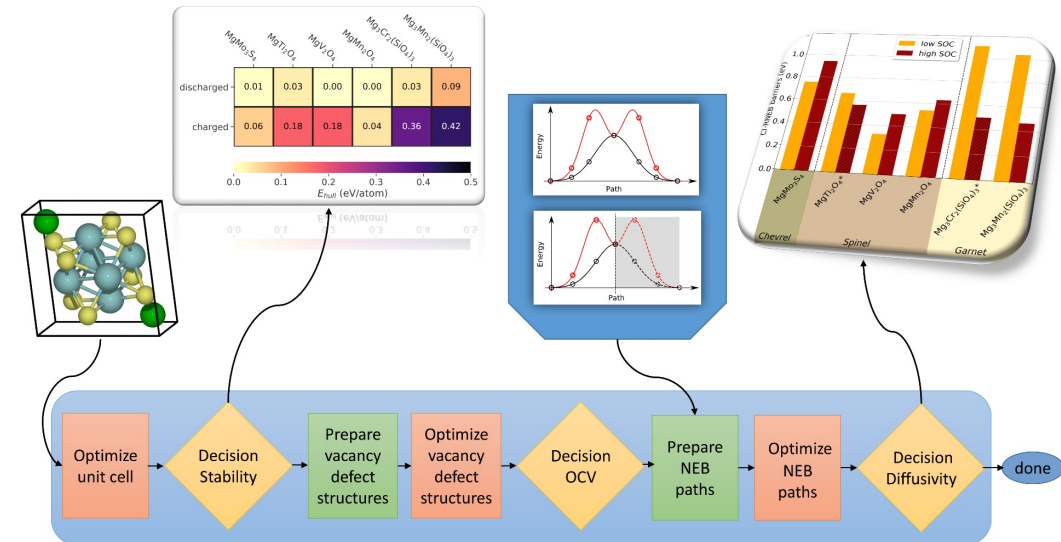 MgMo₃S₄
MgTi₂O₄
MgV₂O₄
MgMn₂O₄
Mg₃Cr₂(SiO₄)₃
Mg₃Mn₂(SiO₄)₃
discharged
0.01 0.03 0.00 0.00 0.03 0.09
charged
0.06 0.18 0.18 0.04 0.36 0.42
0.0 0.1 0.2 0.3 0.4 0.5
E_hull (eV/atom)
Energy
Path
Energy
Path
low SOC
high SOC
barriers (eV)
1.0
0.8
0.6
0.4
0.2
0.0
MgMo₃S₄
MgTi₂O₄*
MgV₂O₄
MgMn₂O₄
Mg₃Cr₂(SiO₄)₃*
Mg₃Mn₂(SiO₄)₃
Chevrel
Spinel
Garnet
Optimize
unit cell
Decision
Stability
Prepare
vacancy
defect
structures
Optimize
vacancy
defect
structures
Decision
OCV
Prepare
NEB
paths
Optimize
NEB
paths
Decision
Diffusivity
done